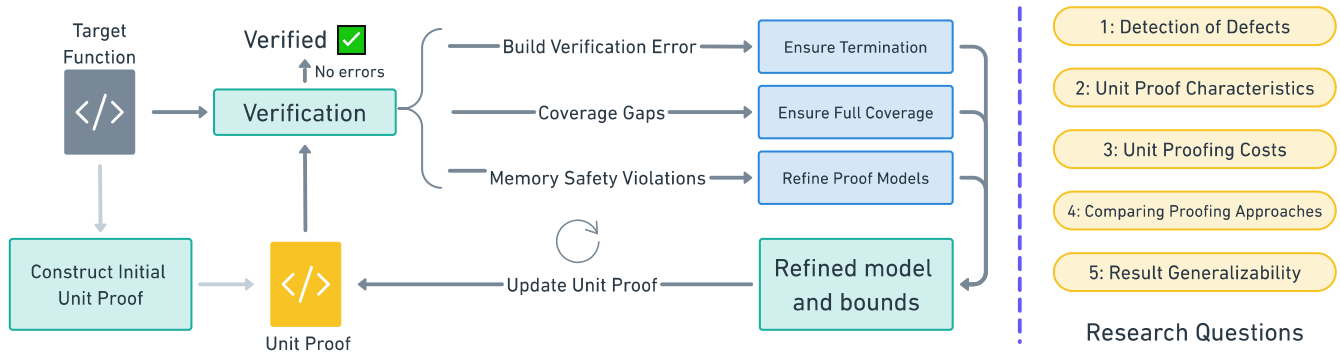 Target
Function
</>
Verified
No errors
Verification
Construct Initial
Unit Proof
</>
Unit Proof
Build Verification Error
Coverage Gaps
Memory Safety Violations
Update Unit Proof
Ensure Termination
Ensure Full Coverage
Refine Proof Models
Refined model
and bounds
1: Detection of Defects
2: Unit Proof Characteristics
3: Unit Proofing Costs
4: Comparing Proofing Approaches
5: Result Generalizability
Research Questions